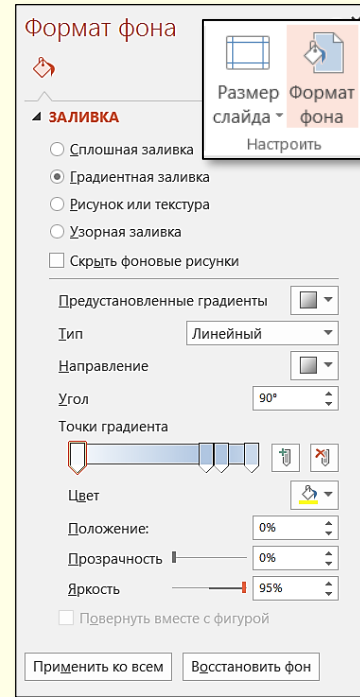 Формат фона
Размер слайда
Формат фона
Настроить
ЗАЛИВКА
Сплошная заливка
Градиентная заливка
Рисунок или текстура
Узорная заливка
Скрыть фоновые рисунки
Предустановленные градиенты
Тип Линейный
Направление
Угол 90°
Точки градиента
Цвет
Положение: 0%
Прозрачность 0%
Яркость 95%
Повернуть вместе с фигурой
Применить ко всем Восстановить фон